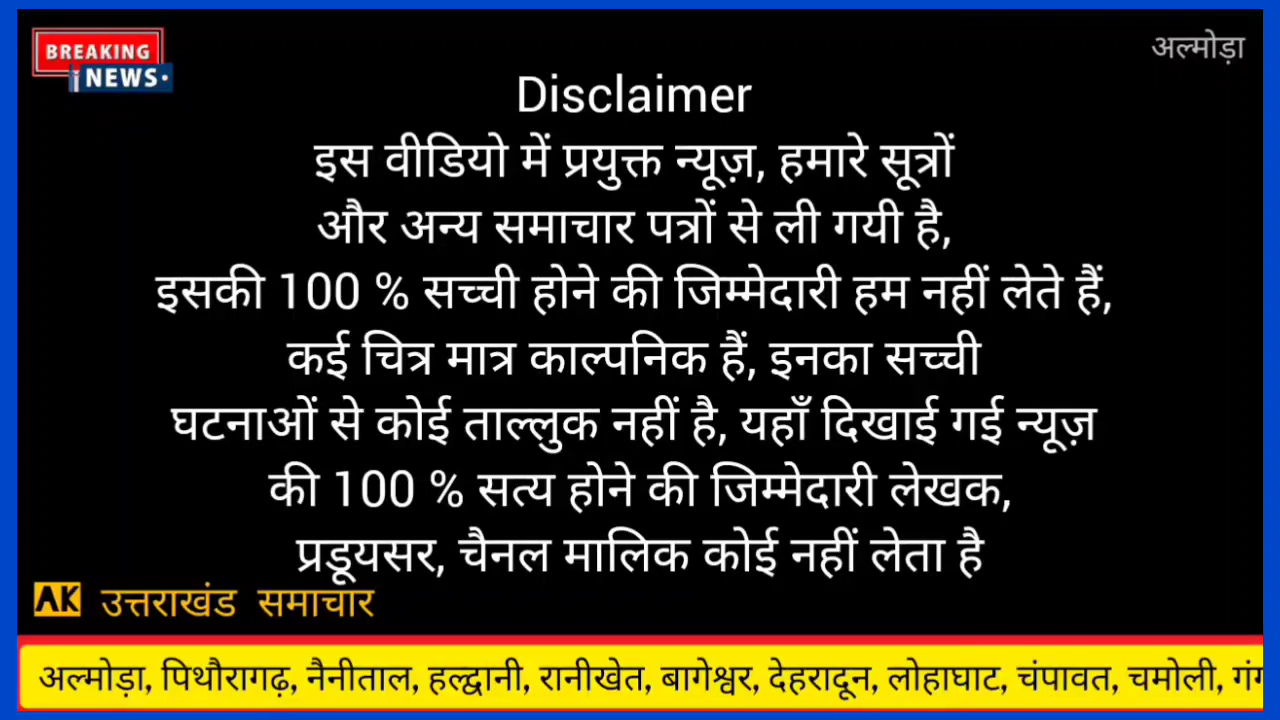 BREAKING
NEWS
अल्मोड़ा
Disclaimer
इस वीडियो में प्रयुक्त न्यूज़, हमारे सूत्रों
और अन्य समाचार पत्रों से ली गयी है,
इसकी 100 % सच्ची होने की जिम्मेदारी हम नहीं लेते हैं,
कई चित्र मात्र काल्पनिक हैं, इनका सच्ची
घटनाओं से कोई ताल्लुक नहीं है, यहाँ दिखाई गई न्यूज़
की 100 % सत्य होने की जिम्मेदारी लेखक,
प्रडूयसर, चैनल मालिक कोई नहीं लेता है
AK उत्तराखंड समाचार
अल्मोड़ा, पिथौरागढ़, नैनीताल, हल्द्वानी, रानीखेत, बागेश्वर, देहरादून, लोहाघाट, चंपावत, चमोली,